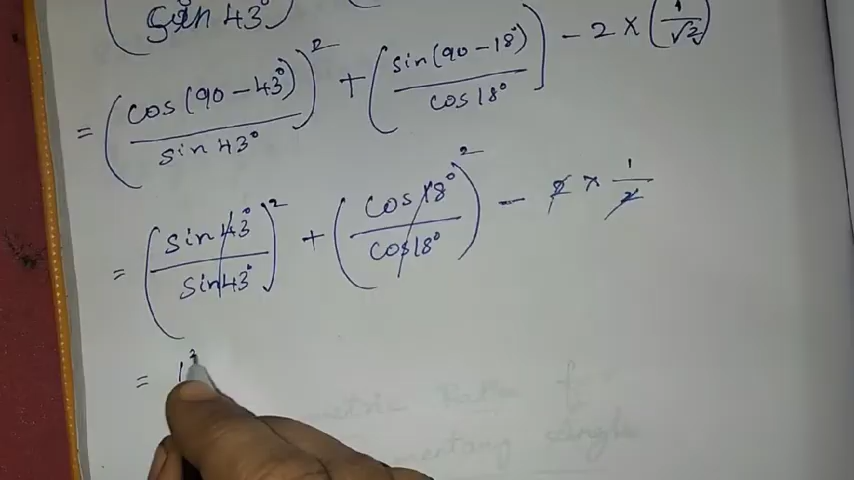 sin 43°
= (cos(90 - 43°) / sin 43°)² + (sin(90 - 18°) / cos 18°) - 2 × (1/√2)
= (sin 43° / sin 43°)² + (cos 18° / cos 18°)² - 2 × 1/2
= 1²